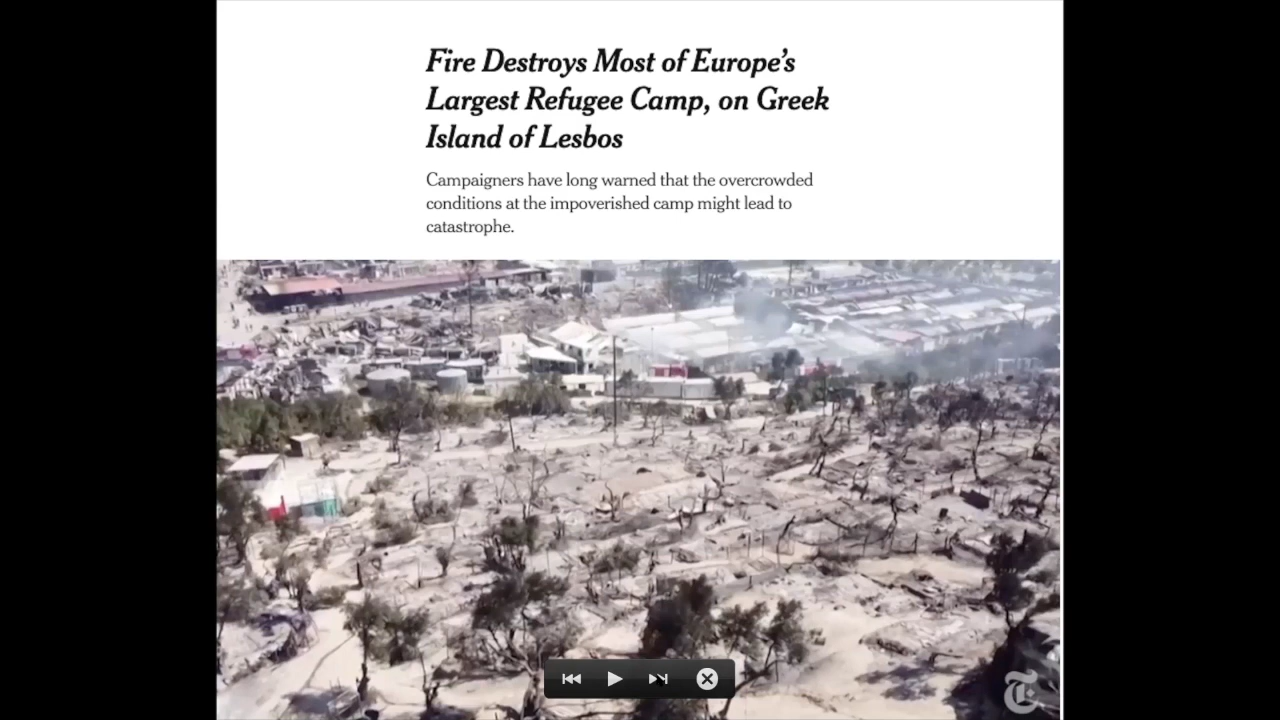 Fire Destroys Most of Europe's
Largest Refugee Camp, on Greek
Island of Lesbos
Campaigners have long warned that the overcrowded
conditions at the impoverished camp might lead to
catastrophe.
T